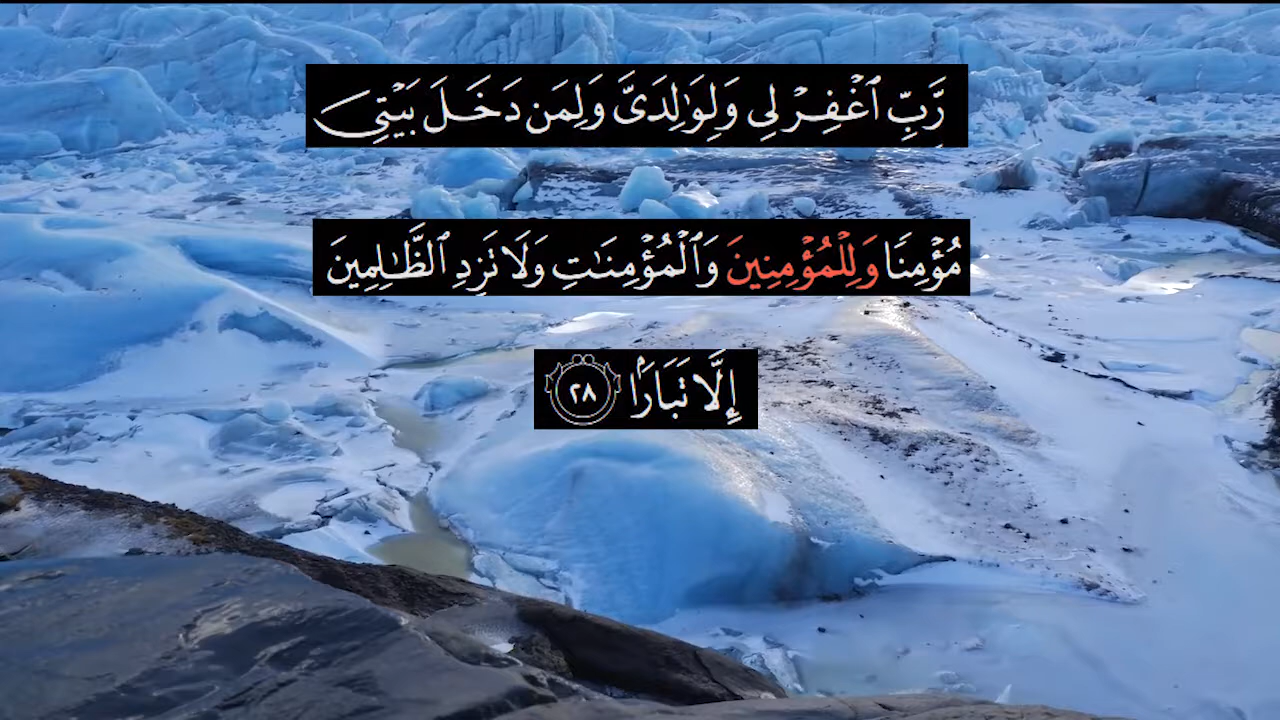 رَّبِّ ٱغْفِرْ لِى وَلِوَٰلِدَىَّ وَلِمَن دَخَلَ بَيْتِىَ
مُؤْمِنًا وَلِلْمُؤْمِنِينَ وَٱلْمُؤْمِنَٰتِ وَلَا تَزِدِ ٱلظَّٰلِمِينَ
إِلَّا تَبَارًۢا ٢٨